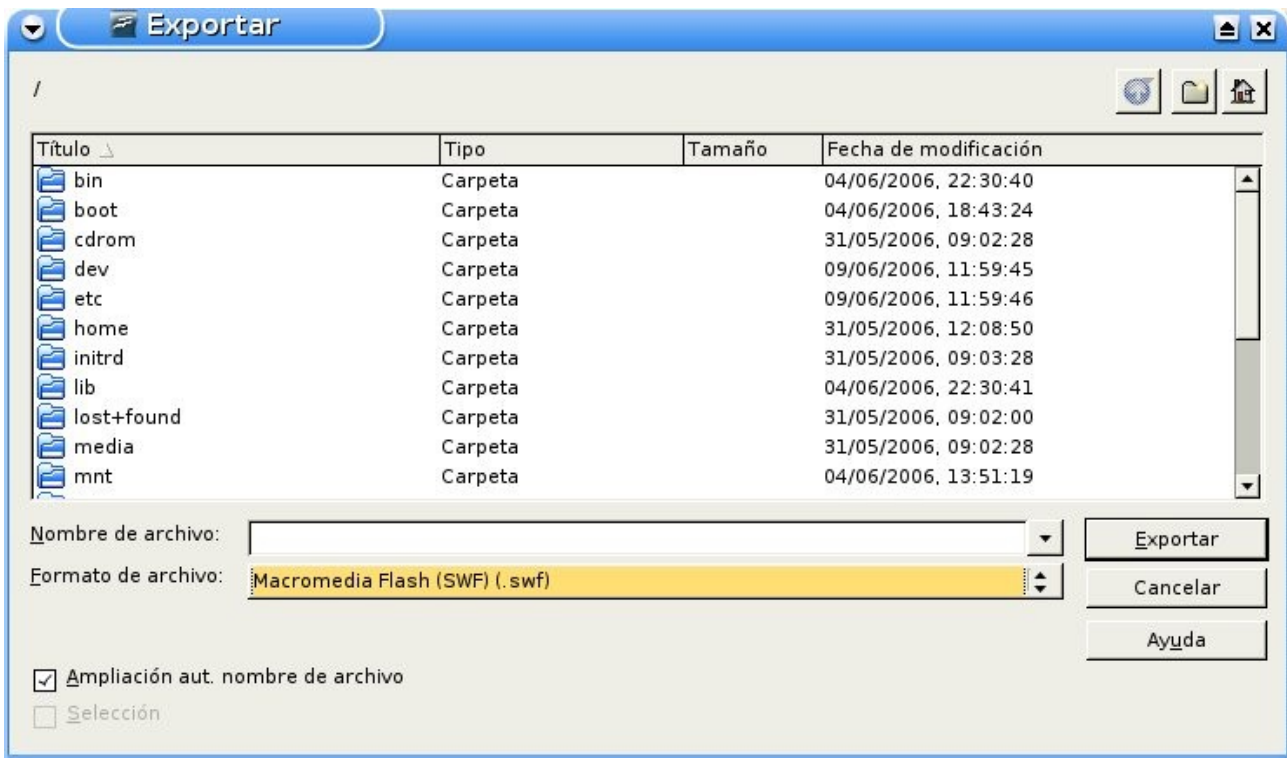 Exportar
/
Título Tipo Tamaño Fecha de modificación
bin Carpeta 04/06/2006, 22:30:40
boot Carpeta 04/06/2006, 18:43:24
cdrom Carpeta 31/05/2006, 09:02:28
dev Carpeta 09/06/2006, 11:59:45
etc Carpeta 09/06/2006, 11:59:46
home Carpeta 31/05/2006, 12:08:50
initrd Carpeta 31/05/2006, 09:03:28
lib Carpeta 04/06/2006, 22:30:41
lost+found Carpeta 31/05/2006, 09:02:00
media Carpeta 31/05/2006, 09:02:28
mnt Carpeta 04/06/2006, 13:51:19
Nombre de archivo: Exportar
Formato de archivo: Macromedia Flash (SWF) (.swf) Cancelar
Ayuda
Ampliación aut. nombre de archivo
Selección